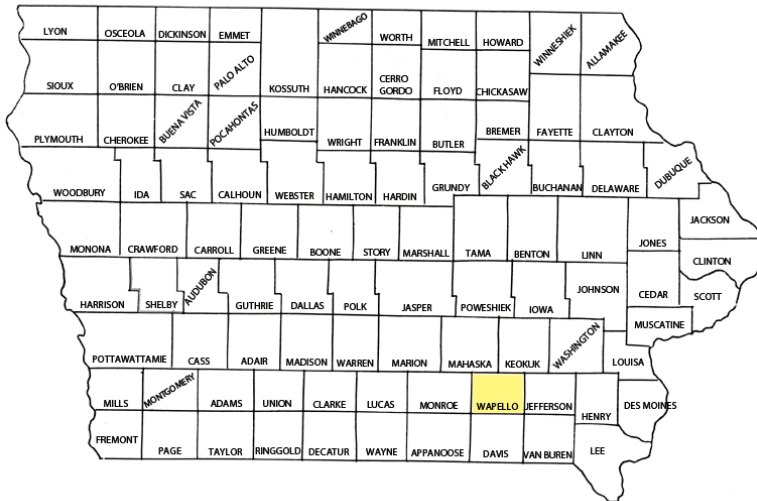 LYON
OSCEOLA
DICKINSON
EMMET
WINNEBAGO
WORTH
MITCHELL
HOWARD
WINNESHIEK
ALLAMAKEE
SIOUX
O'BRIEN
CLAY
PALO ALTO
KOSSUTH
HANCOCK
CERRO
GORDO
FLOYD
CHICKASAW
PLYMOUTH
CHEROKEE
BUENA VISTA
POCAHONTAS
HUMBOLDT
WRIGHT
FRANKLIN
BUTLER
BREMER
FAYETTE
CLAYTON
WOODBURY
IDA
SAC
CALHOUN
WEBSTER
HAMILTON
HARDIN
GRUNDY
BLACK HAWK
BUCHANAN
DELAWARE
DUBUQUE
MONONA
CRAWFORD
CARROLL
GREENE
BOONE
STORY
MARSHALL
TAMA
BENTON
LINN
JONES
JACKSON
CLINTON
HARRISON
SHELBY
AUDUBON
GUTHRIE
DALLAS
POLK
JASPER
POWESHIEK
IOWA
JOHNSON
CEDAR
SCOTT
MUSCATINE
POTTAWATTAMIE
CASS
ADAIR
MADISON
WARREN
MARION
MAHASKA
KEOKUK
WASHINGTON
LOUISA
MILLS
MONTGOMERY
ADAMS
UNION
CLARKE
LUCAS
MONROE
WAPELLO
JEFFERSON
HENRY
DES MOINES
FREMONT
PAGE
TAYLOR
RINGGOLD
DECATUR
WAYNE
APPANOOSE
DAVIS
VAN BUREN
LEE